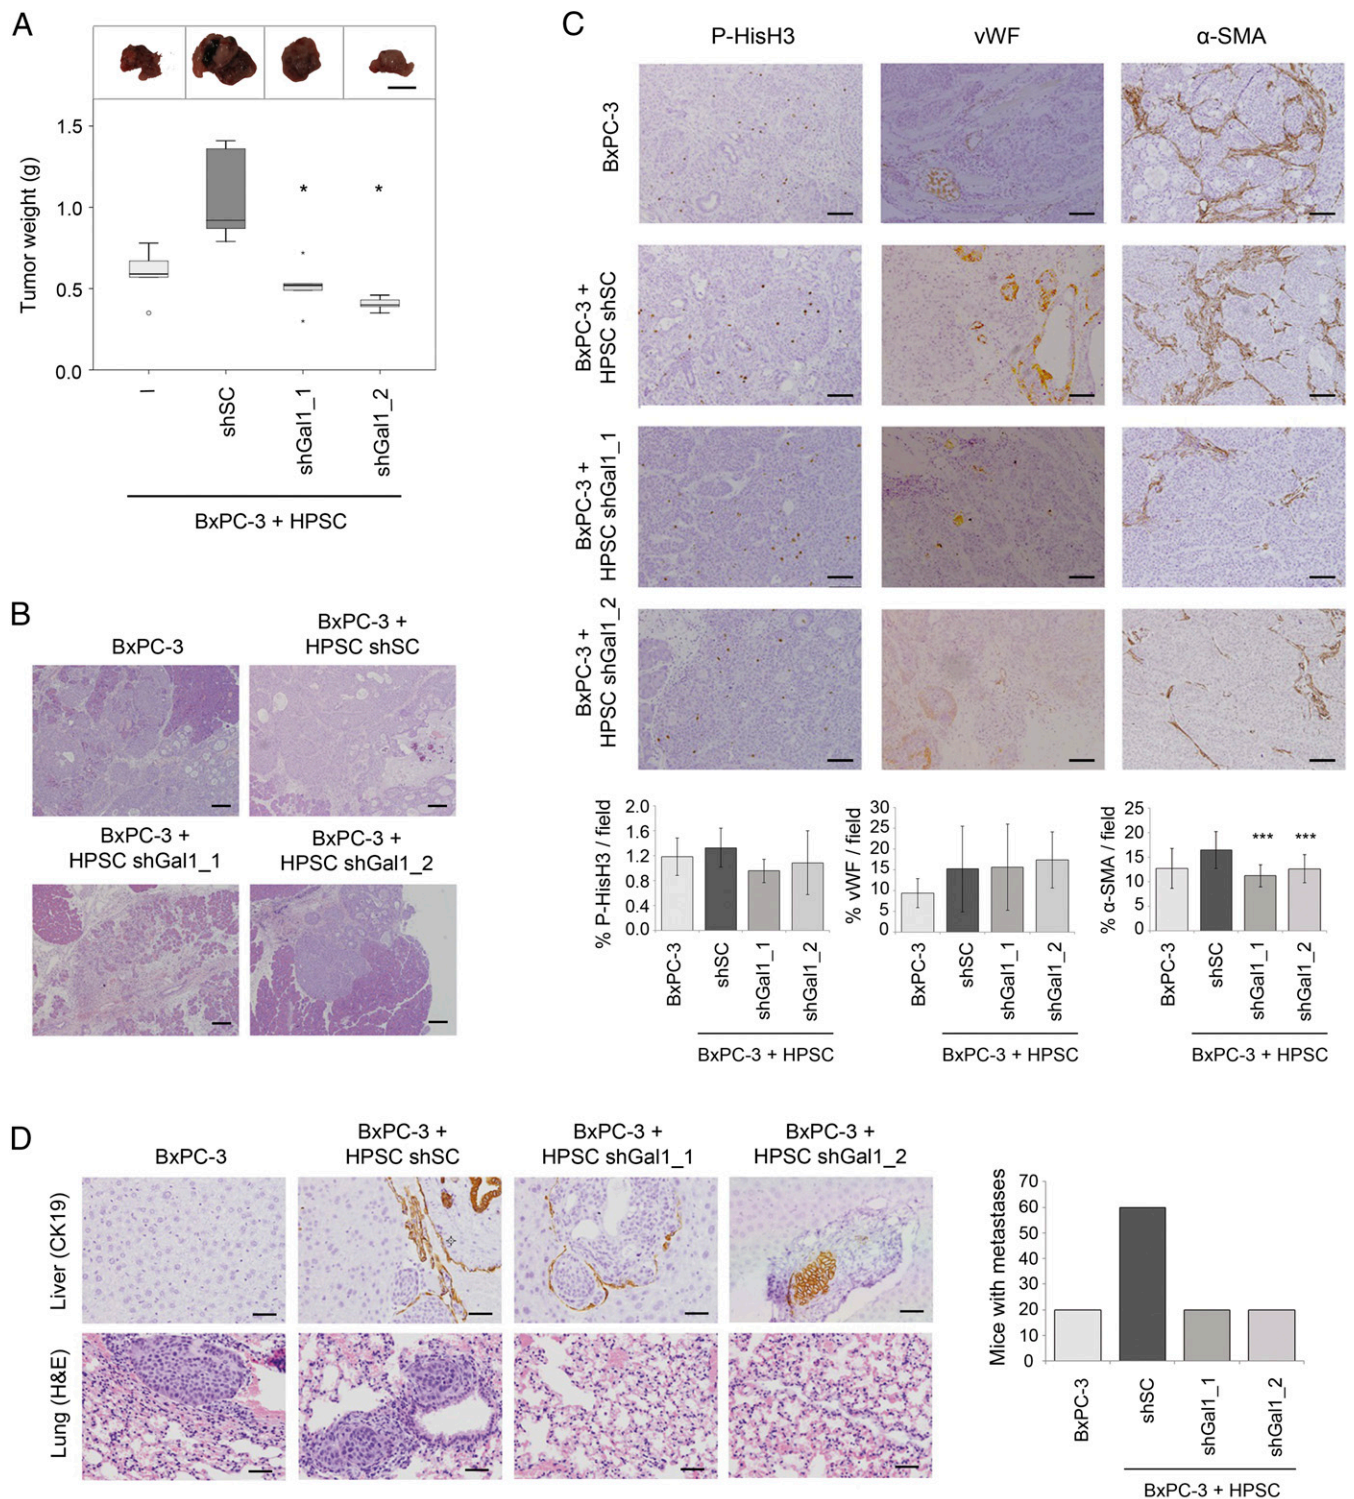 A
Tumor weight (g)
1.5
1.0
0.5
0.0
*
*
–
shSC
shGal1_1
shGal1_2
BxPC-3 + HPSC
B
BxPC-3
BxPC-3 +
HPSC shSC
BxPC-3 +
HPSC shGal1_1
BxPC-3 +
HPSC shGal1_2
C
P-HisH3
vWF
α-SMA
BxPC-3
BxPC-3 +
HPSC shSC
BxPC-3 +
HPSC shGal1_1
BxPC-3 +
HPSC shGal1_2
% P-HisH3 / field
2.0
1.6
1.2
0.8
0.4
0.0
BxPC-3
shSC
shGal1_1
shGal1_2
BxPC-3 + HPSC
% vWF / field
30
25
20
15
10
5
0
BxPC-3
shSC
shGal1_1
shGal1_2
BxPC-3 + HPSC
% α-SMA / field
25
20
15
10
5
0
***
***
BxPC-3
shSC
shGal1_1
shGal1_2
BxPC-3 + HPSC
D
BxPC-3
BxPC-3 +
HPSC shSC
BxPC-3 +
HPSC shGal1_1
BxPC-3 +
HPSC shGal1_2
Liver (CK19)
Lung (H&E)
Mice with metastases
70
60
50
40
30
20
10
0
BxPC-3
shSC
shGal1_1
shGal1_2
BxPC-3 + HPSC